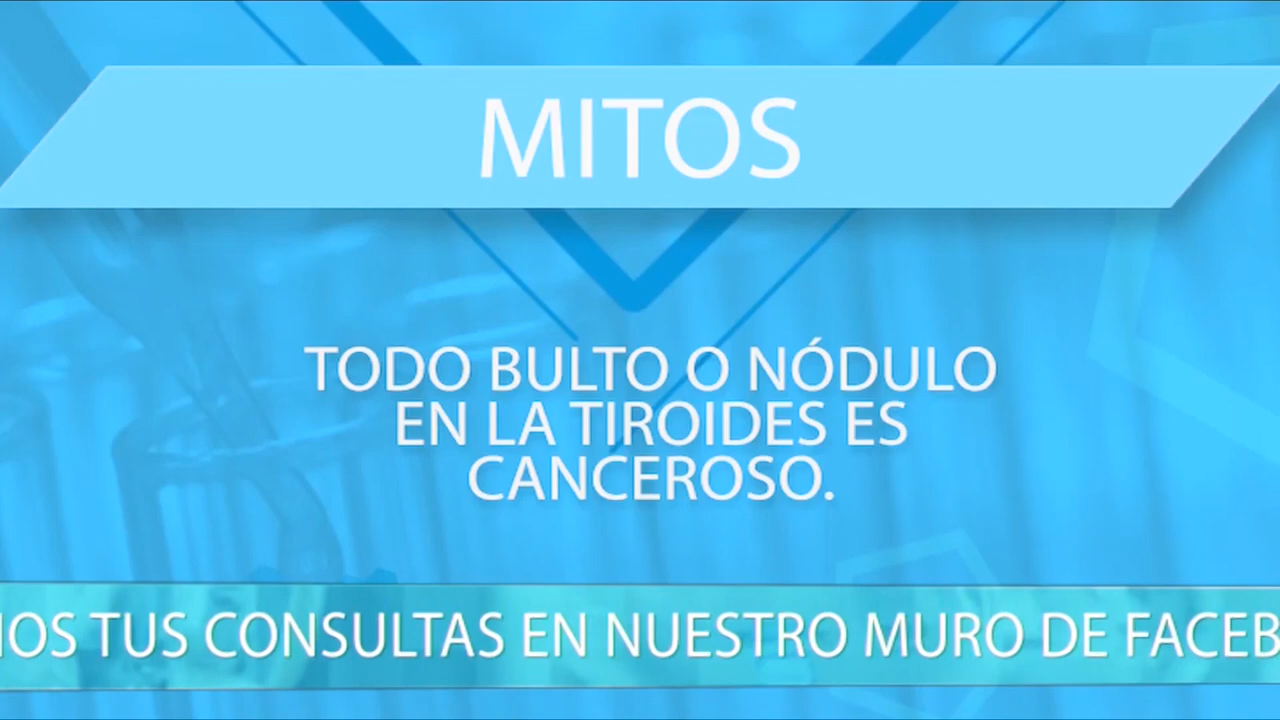 MITOS
TODO BULTO O NÓDULO
EN LA TIROIDES ES
CANCEROSO.
TUS CONSULTAS EN NUESTRO MURO DE